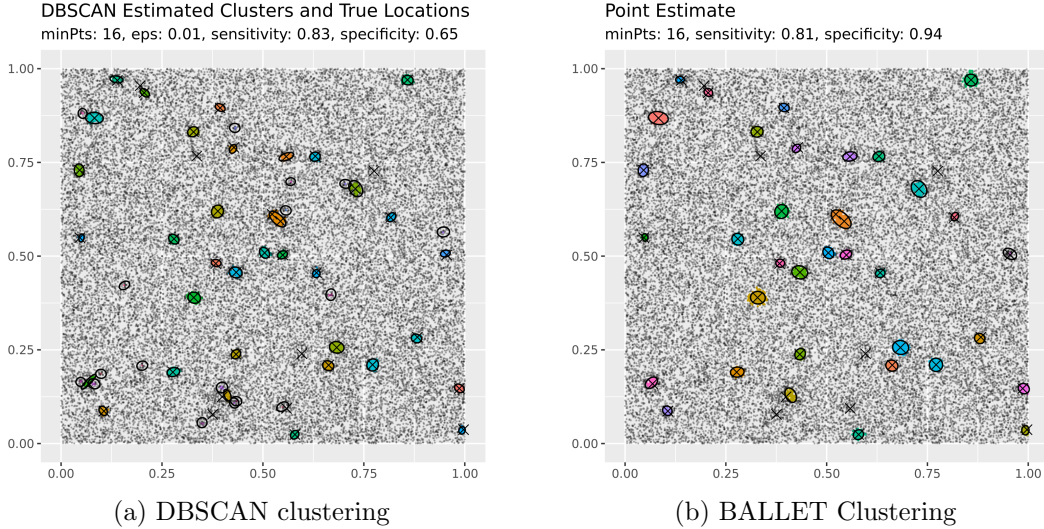 DBSCAN Estimated Clusters and True Locations
minPts: 16, eps: 0.01, sensitivity: 0.83, specificity: 0.65
1.00
0.75
0.50
0.25
0.00
0.00 0.25 0.50 0.75 1.00
(a) DBSCAN clustering
Point Estimate
minPts: 16, sensitivity: 0.81, specificity: 0.94
1.00
0.75
0.50
0.25
0.00
0.00 0.25 0.50 0.75 1.00
(b) BALLET Clustering